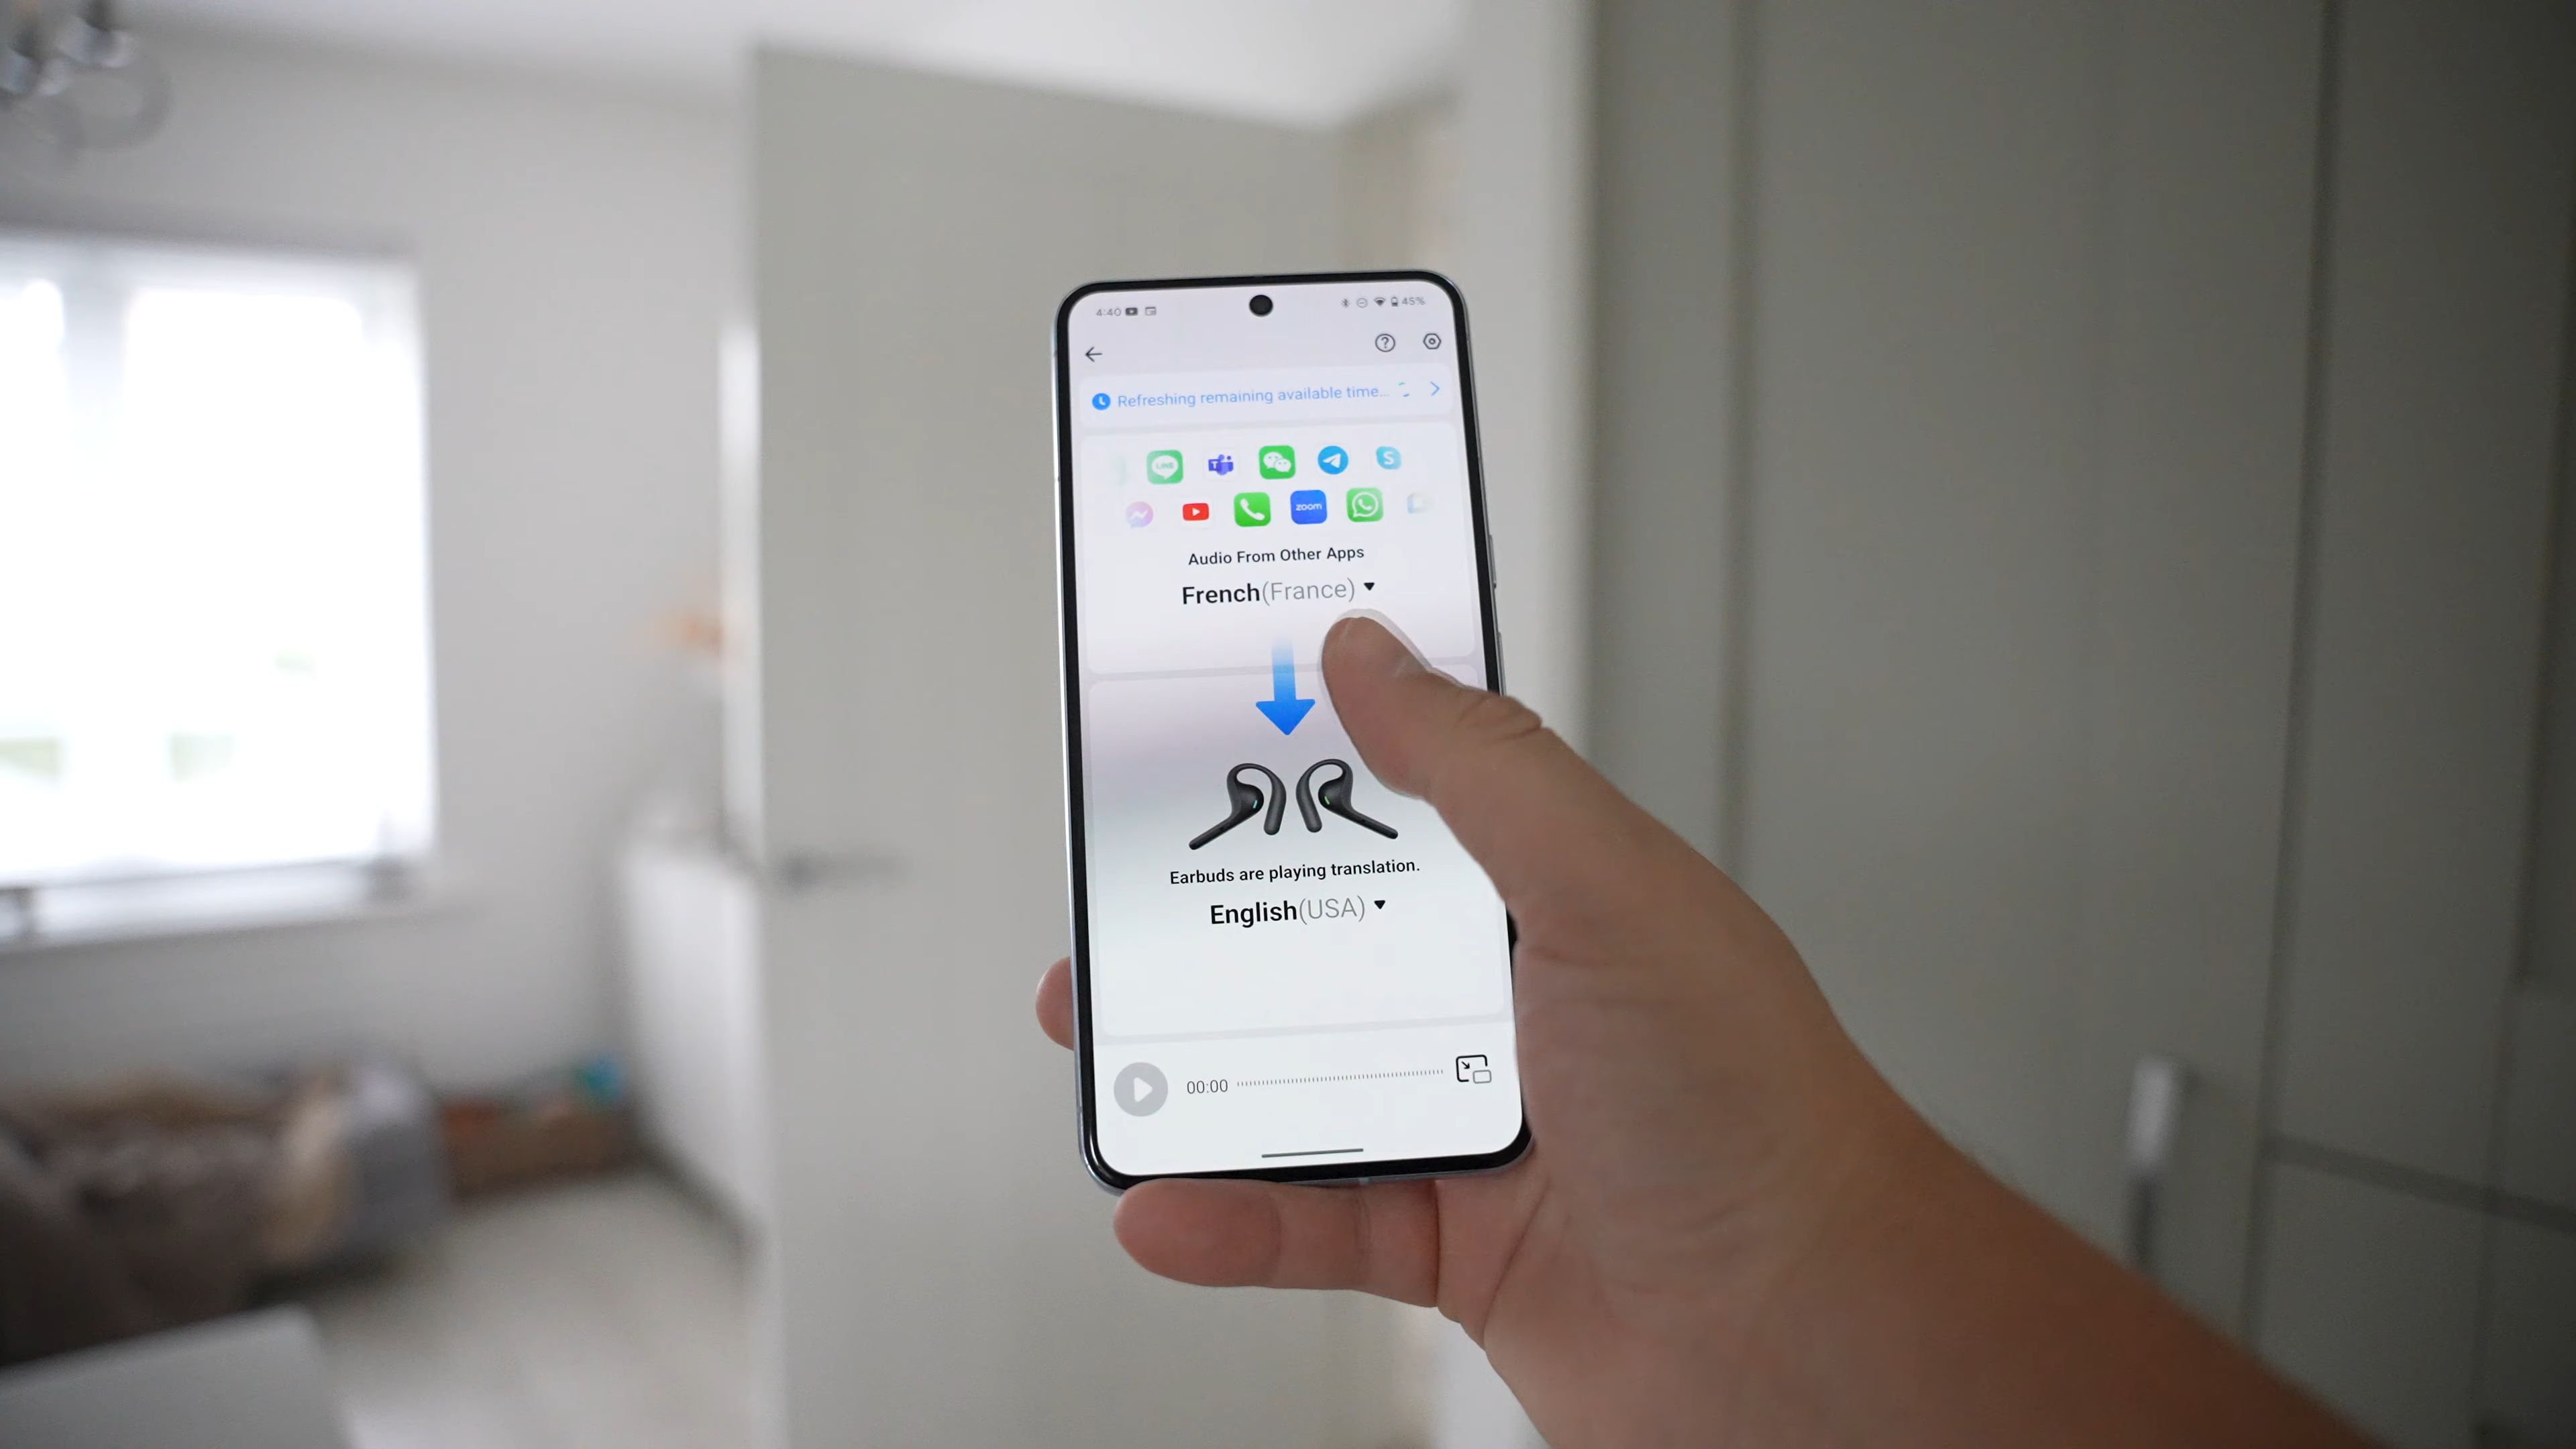 4:40 45%
Refreshing remaining available time...
LINE
T
S
zoom
Audio From Other Apps
French(France)
Earbuds are playing translation.
English(USA)
00:00